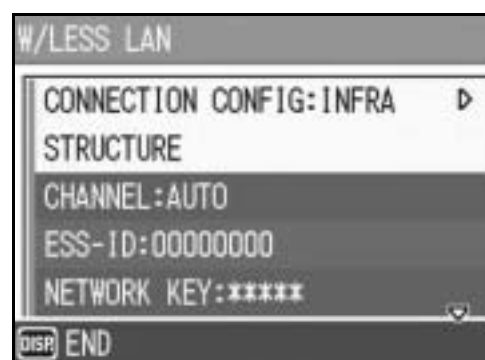 W/LESS LAN
CONNECTION CONFIG:INFRA
STRUCTURE
CHANNEL:AUTO
ESS-ID:00000000
NETWORK KEY:*****
DISP. END